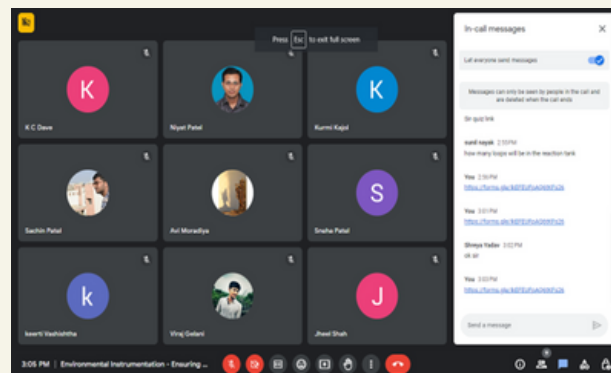 Press Esc to exit full screen
K
K C Dave
Niyat Patel
K
Kurmi Kajol
Sachin Patel
Avi Moradiya
S
Sneha Patel
k
keerti Vashishtha
Viraj Gelani
J
Jheel Shah
3:05 PM | Environmental Instrumentation - Ensuring ...
In-call messages
Let everyone send messages
Messages can only be seen by people in the call and
are deleted when the call ends
Sir quiz link
sunil nayak 2:55PM
how many loops will be in the reaction tank
You 2:56 PM
You 3:01 PM
Shreya Yadav 3:02 PM
ok sir
You 3:03 PM
Send a message